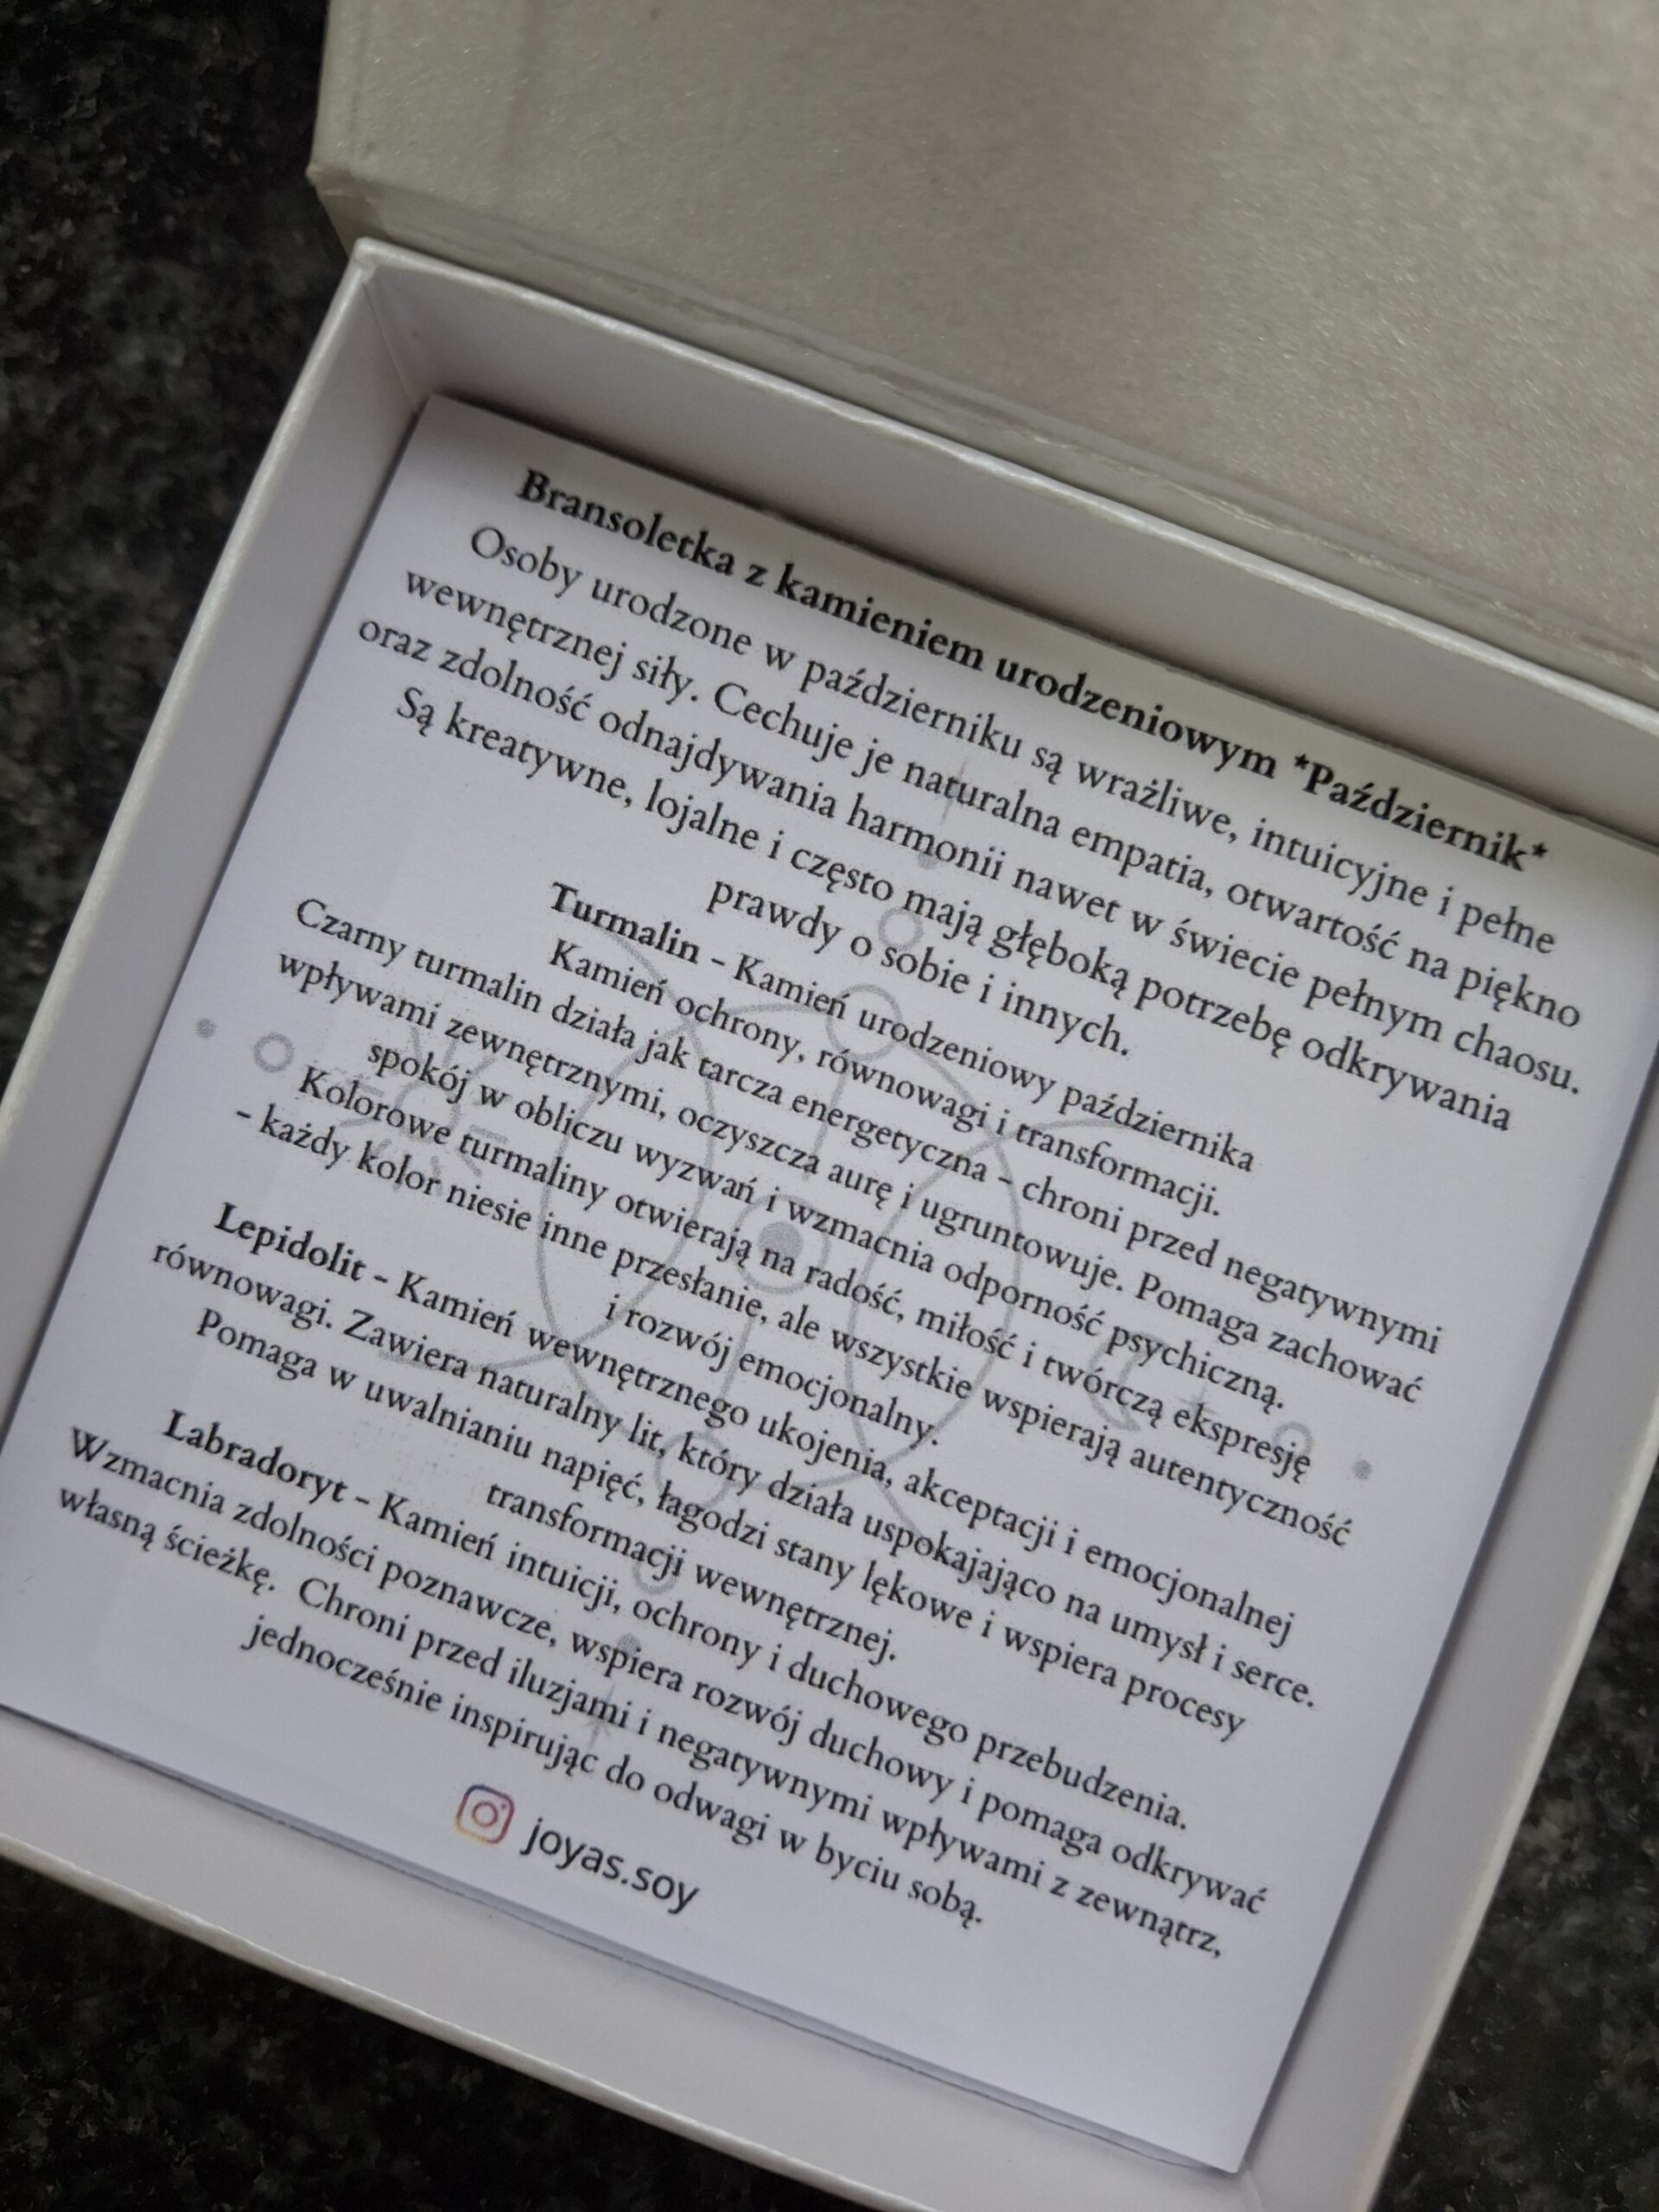 Bransoletka z kamieniem urodzeniowym *Październik*
Osoby urodzone w październiku są wrażliwe, intuicyjne i pełne
wewnętrznej siły. Cechuje je naturalna empatia, otwartość na piękno
oraz zdolność odnajdywania harmonii nawet w świecie pełnym chaosu.
Są kreatywne, lojalne i często mają głęboką potrzebę odkrywania
prawdy o sobie i innych.
Turmalin - Kamień urodzeniowy października
Kamień ochrony, równowagi i transformacji.
Czarny turmalin działa jak tarcza energetyczna - chroni przed negatywnymi
wpływami zewnętrznymi, oczyszcza aurę i ugruntowuje. Pomaga zachować
spokój w obliczu wyzwań i wzmacnia odporność psychiczną.
Kolorowe turmaliny otwierają na radość, miłość i twórczą ekspresję
- każdy kolor niesie inne przesłanie, ale wszystkie wspierają autentyczność
i rozwój emocjonalny.
Lepidolit - Kamień wewnętrznego ukojenia, akceptacji i emocjonalnej
równowagi. Zawiera naturalny lit, który działa uspokajająco na umysł i serce.
Pomaga w uwalnianiu napięć, łagodzi stany lękowe i wspiera procesy
transformacji wewnętrznej.
Labradoryt - Kamień intuicji, ochrony i duchowego przebudzenia.
Wzmacnia zdolności poznawcze, wspiera rozwój duchowy i pomaga odkrywać
własną ścieżkę. Chroni przed iluzjami i negatywnymi wpływami z zewnątrz,
jednocześnie inspirując do odwagi w byciu sobą.
joyas.soy